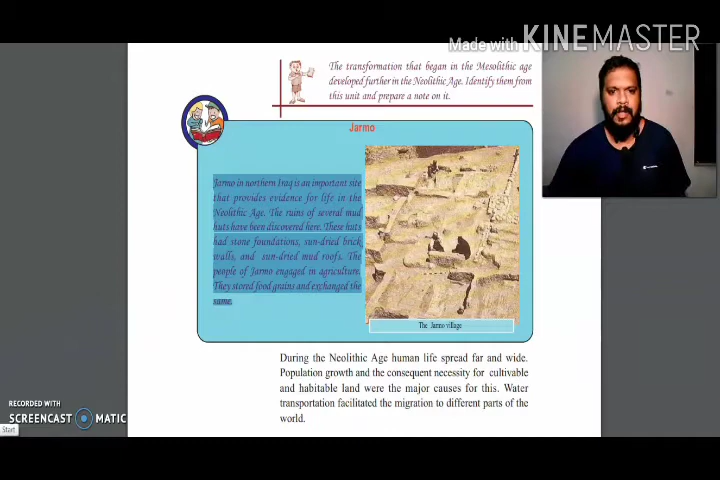 Made with KINEMASTER
The transformation that began in the Mesolithic age
developed further in the Neolithic Age. Identify them from
this unit and prepare a note on it.
Jarmo
Jarmo in northern Iraq is an important site
that provides evidence for life in the
Neolithic Age. The ruins of several mud
huts have been discovered here. These huts
had stone foundations, sun-dried brick
walls, and sun-dried mud roofs. The
people of Jarmo engaged in agriculture.
They stored food grains and exchanged the
same.
The Jarmo village
During the Neolithic Age human life spread far and wide.
Population growth and the consequent necessity for cultivable
and habitable land were the major causes for this. Water
transportation facilitated the migration to different parts of the
world.
RECORDED WITH
SCREENCAST MATIC
Start